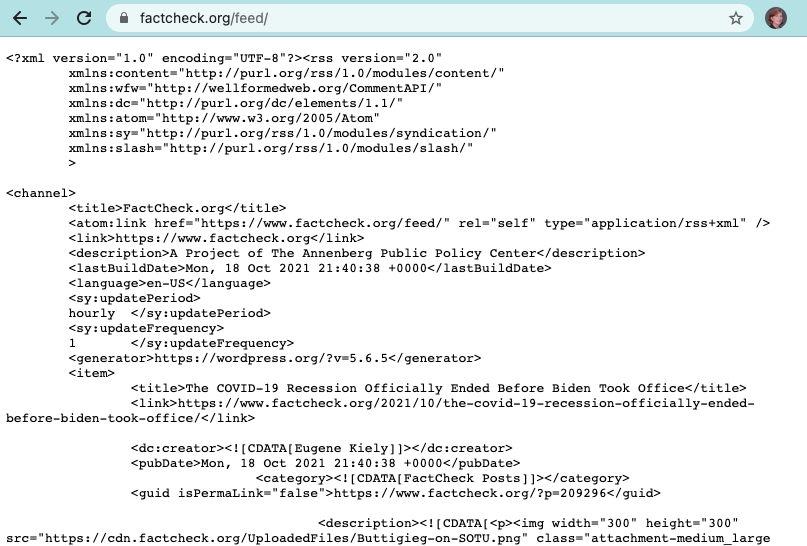 factcheck.org/feed/
<?xml version="1.0" encoding="UTF-8"?><rss version="2.0"
xmlns:content="http://purl.org/rss/1.0/modules/content/"
xmlns:wfw="http://wellformedweb.org/CommentAPI/"
xmlns:dc="http://purl.org/dc/elements/1.1/"
xmlns:atom="http://www.w3.org/2005/Atom"
xmlns:sy="http://purl.org/rss/1.0/modules/syndication/"
xmlns:slash="http://purl.org/rss/1.0/modules/slash/"
>
<channel>
<title>FactCheck.org</title>
<atom:link href="https://www.factcheck.org/feed/" rel="self" type="application/rss+xml" />
<link>https://www.factcheck.org</link>
<description>A Project of The Annenberg Public Policy Center</description>
<lastBuildDate>Mon, 18 Oct 2021 21:40:38 +0000</lastBuildDate>
<language>en-US</language>
<sy:updatePeriod>
hourly </sy:updatePeriod>
<sy:updateFrequency>
1 </sy:updateFrequency>
<generator>https://wordpress.org/?v=5.6.5</generator>
<item>
<title>The COVID-19 Recession Officially Ended Before Biden Took Office</title>
<link>https://www.factcheck.org/2021/10/the-covid-19-recession-officially-ended-
before-biden-took-office/</link>
<dc:creator><![CDATA[Eugene Kiely]]></dc:creator>
<pubDate>Mon, 18 Oct 2021 21:40:38 +0000</pubDate>
<category><![CDATA[FactCheck Posts]]></category>
<guid isPermaLink="false">https://www.factcheck.org/?p=209296</guid>
<description><![CDATA[<p><img width="300" height="300"
src="https://cdn.factcheck.org/UploadedFiles/Buttigieg-on-SOTU.png" class="attachment-medium_large